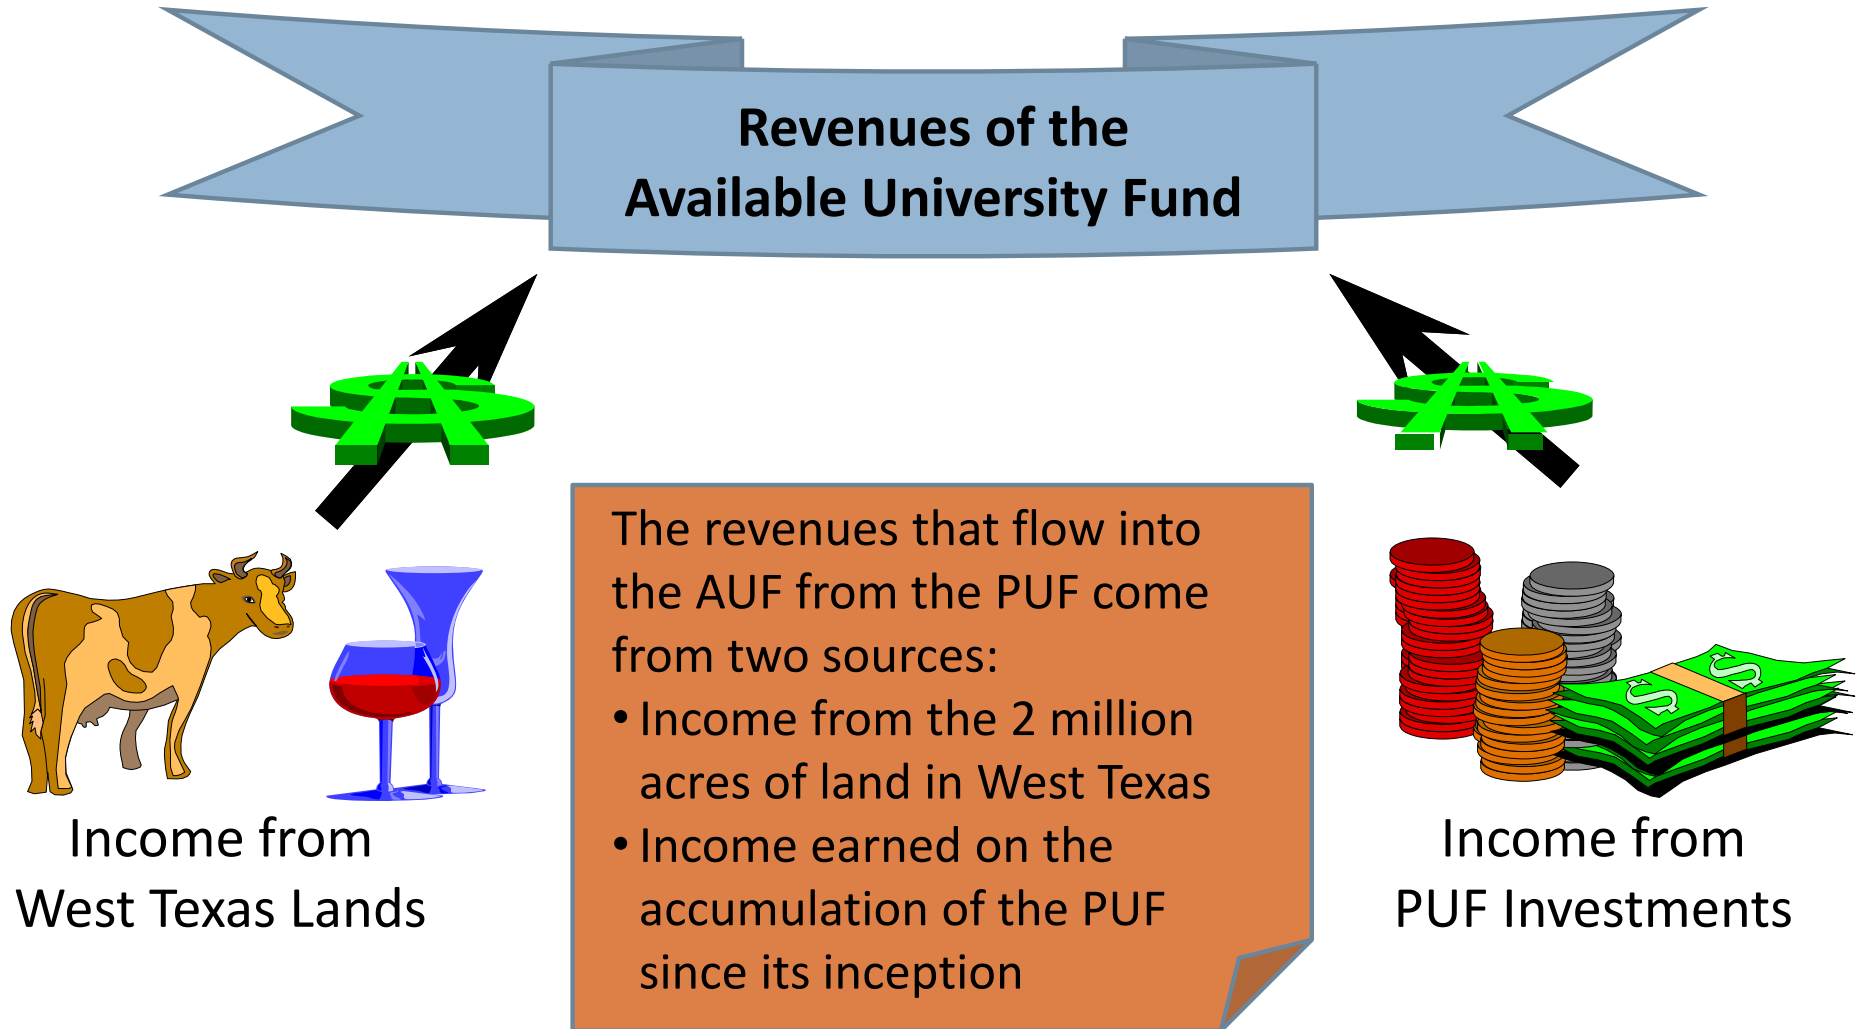 Revenues of the
Available University Fund
The revenues that flow into
the AUF from the PUF come
from two sources:
• Income from the 2 million
acres of land in West Texas
• Income earned on the
accumulation of the PUF
since its inception
Income from
West Texas Lands
Income from
PUF Investments